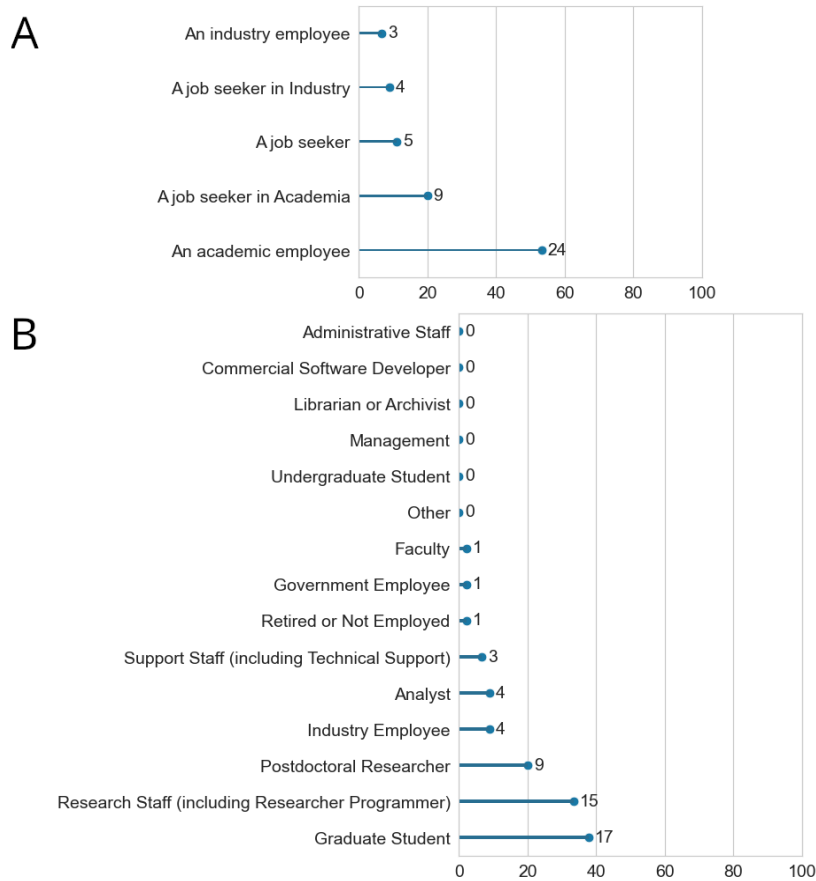 A
An industry employee 3
A job seeker in Industry 4
A job seeker 5
A job seeker in Academia 9
An academic employee 24
0 20 40 60 80 100
B
Administrative Staff 0
Commercial Software Developer 0
Librarian or Archivist 0
Management 0
Undergraduate Student 0
Other 0
Faculty 1
Government Employee 1
Retired or Not Employed 1
Support Staff (including Technical Support) 3
Analyst 4
Industry Employee 4
Postdoctoral Researcher 9
Research Staff (including Researcher Programmer) 15
Graduate Student 17
0 20 40 60 80 100